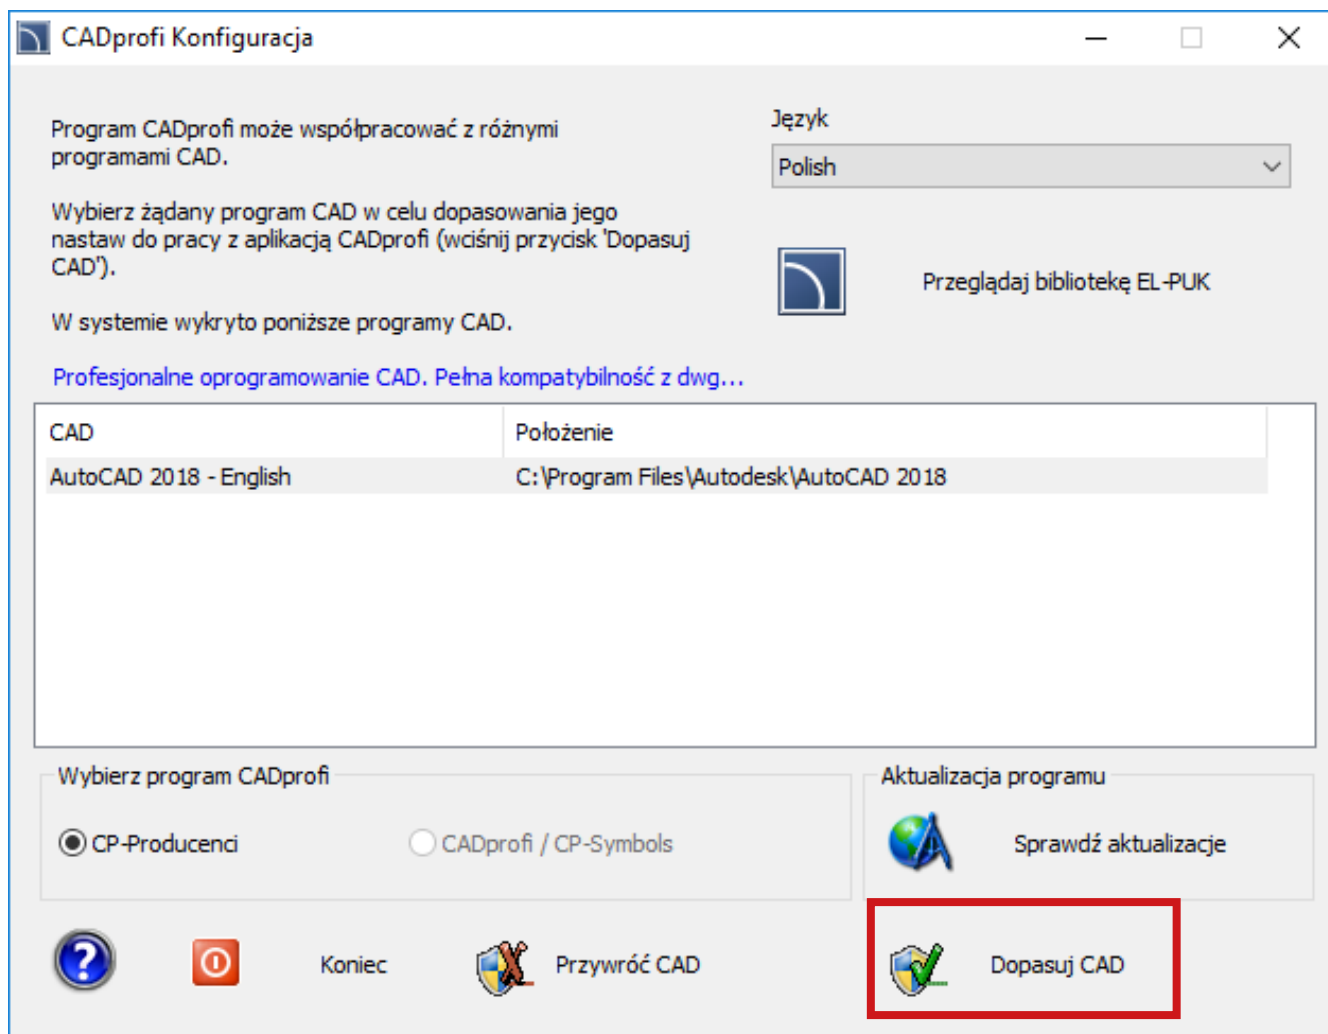 CADprofi Konfiguracja
Program CADprofi może współpracować z różnymi
programami CAD.
Wybierz żądany program CAD w celu dopasowania jego
nastaw do pracy z aplikacją CADprofi (wciśnij przycisk 'Dopasuj
CAD').
W systemie wykryto poniższe programy CAD.
Język
Polish
Przeglądaj bibliotekę EL-PUK
Profesjonalne oprogramowanie CAD. Pełna kompatybilność z dwg...
CAD Położenie
AutoCAD 2018 - English C:\Program Files\Autodesk\AutoCAD 2018
Wybierz program CADprofi
CP-Producenci CADprofi / CP-Symbols
Aktualizacja programu
Sprawdź aktualizacje
? Koniec Przywróć CAD Dopasuj CAD